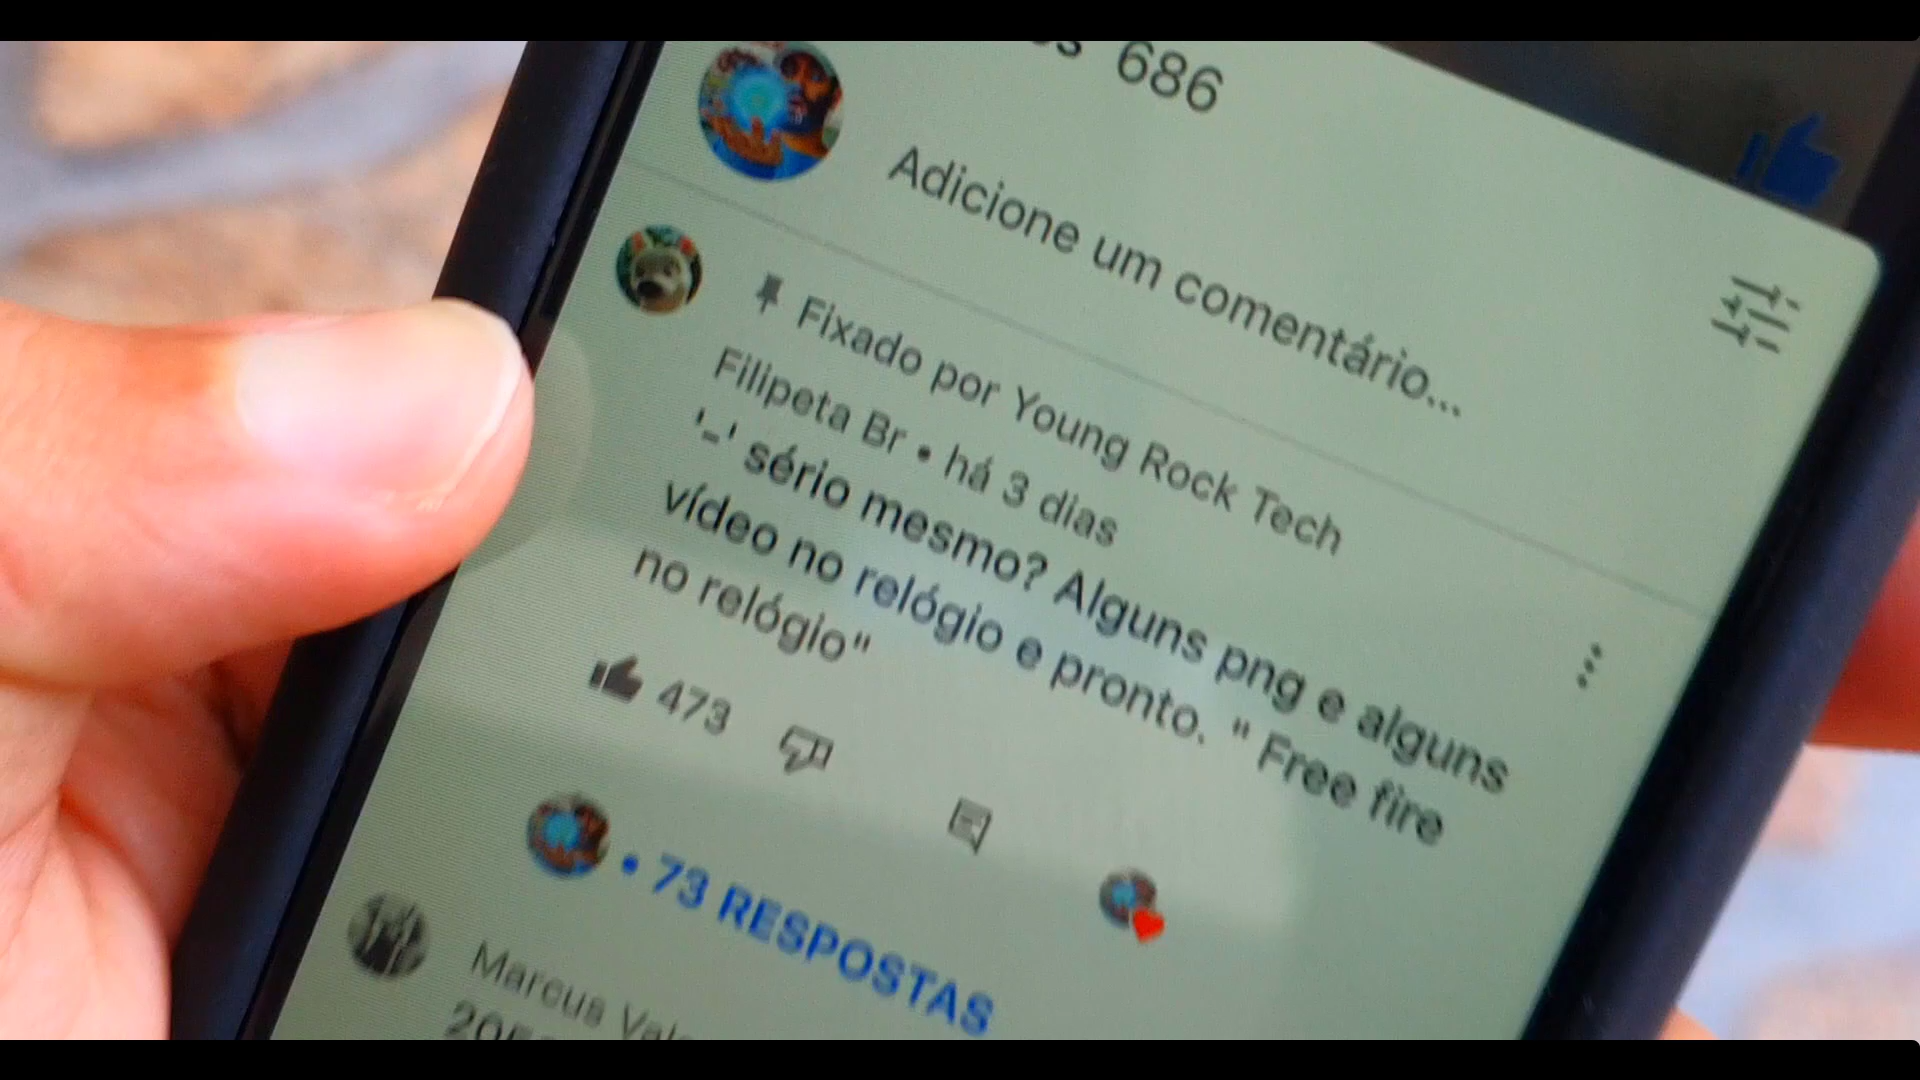 686
Adicione um comentário...
Fixado por Young Rock Tech
Filipeta Br • há 3 dias
'-' sério mesmo? Alguns png e alguns
vídeo no relógio e pronto. " Free fire
no relógio"
473
• 73 RESPOSTAS
Marcus